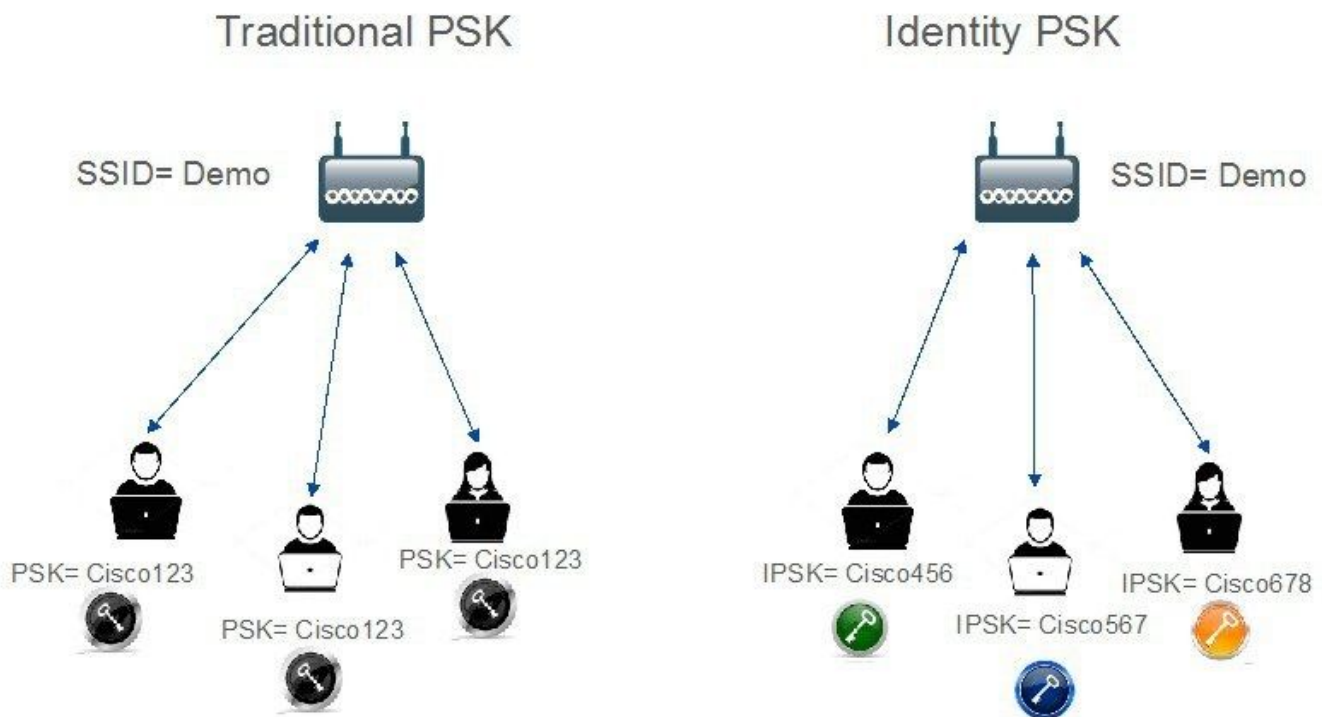 Traditional PSK
SSID= Demo
PSK= Cisco123
PSK= Cisco123
PSK= Cisco123
Identity PSK
SSID= Demo
IPSK= Cisco456
IPSK= Cisco567
IPSK= Cisco678